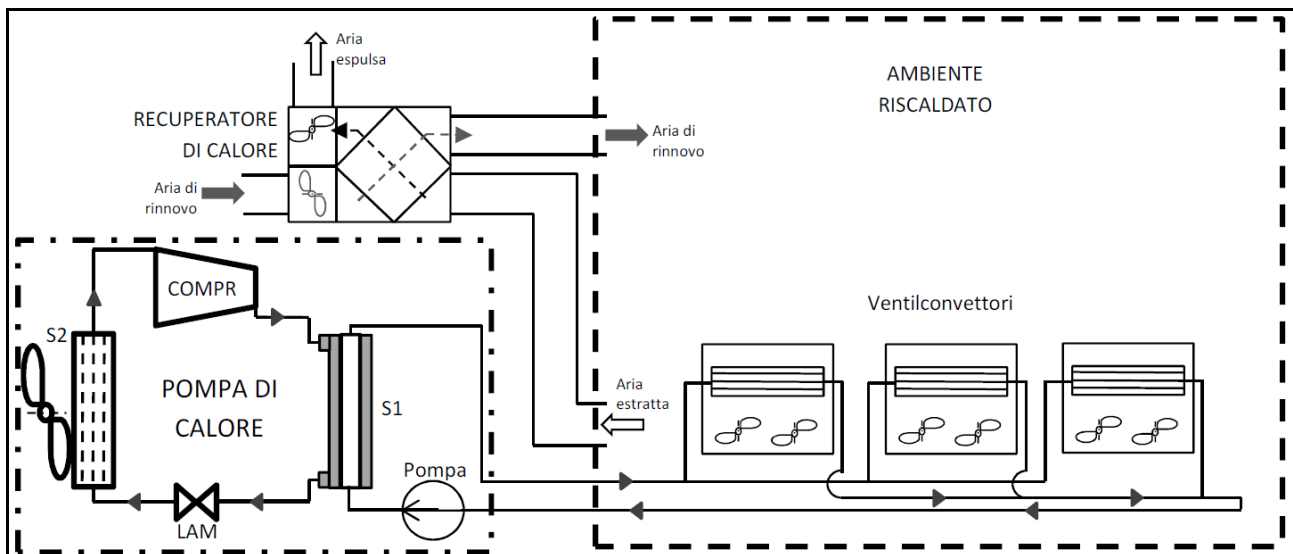 Aria
espulsa
AMBIENTE
RISCALDATO
RECUPERATORE
DI CALORE
Aria di
rinnovo
Aria di
rinnovo
COMPR
S2
POMPA DI
CALORE
S1
LAM
Pompa
Aria
estratta
Ventilconvettori